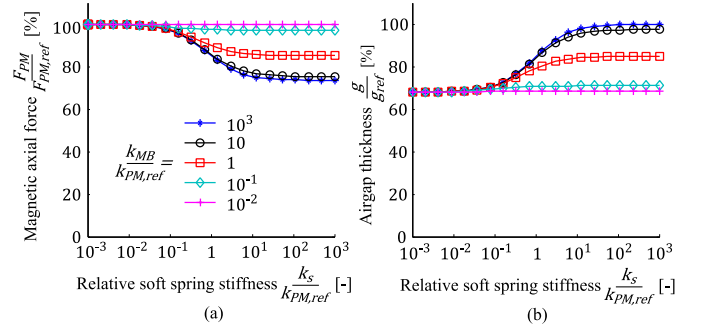 Magnetic axial force F_PM/F_PM,ref [%]
100
80
60
40
20
0
10^-3 10^-2 10^-1 1 10^1 10^2 10^3
k_MB/k_PM,ref =
10^3
10
1
10^-1
10^-2
Relative soft spring stiffness k_s/k_PM,ref [-]
(a)
Airgap thickness g/g_ref [%]
100
80
60
40
20
0
10^-3 10^-2 10^-1 1 10^1 10^2 10^3
Relative soft spring stiffness k_s/k_PM,ref [-]
(b)